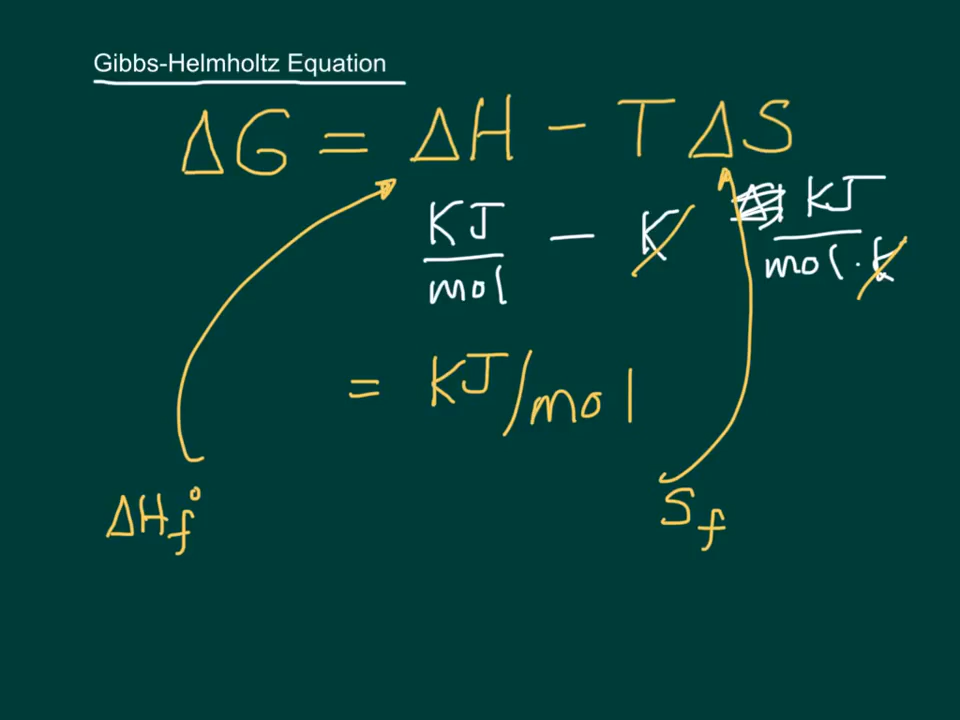 Gibbs-Helmholtz Equation
ΔG = ΔH - TΔS
KJ/mol - K KJ/mol·K
= KJ/mol
ΔHf° Sf